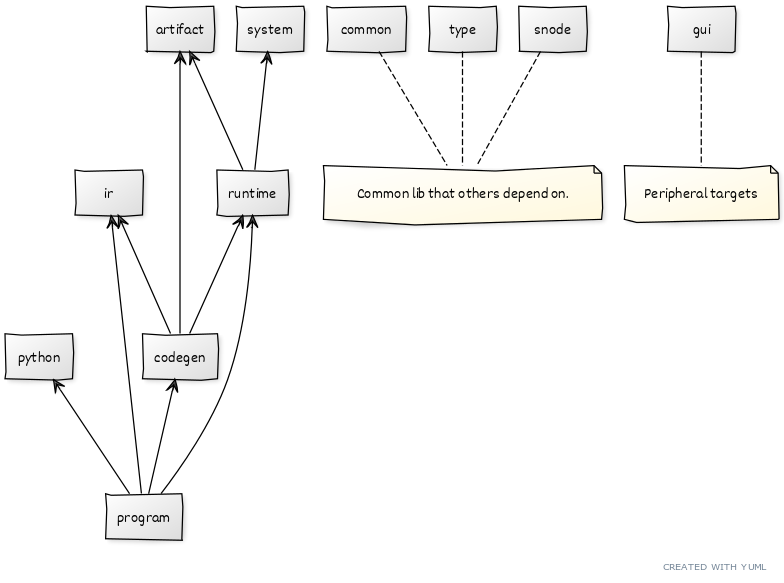 artifact
system
common
type
snode
gui
ir
runtime
Common lib that others depend on.
Peripheral targets
python
codegen
program
CREATED WITH YUML